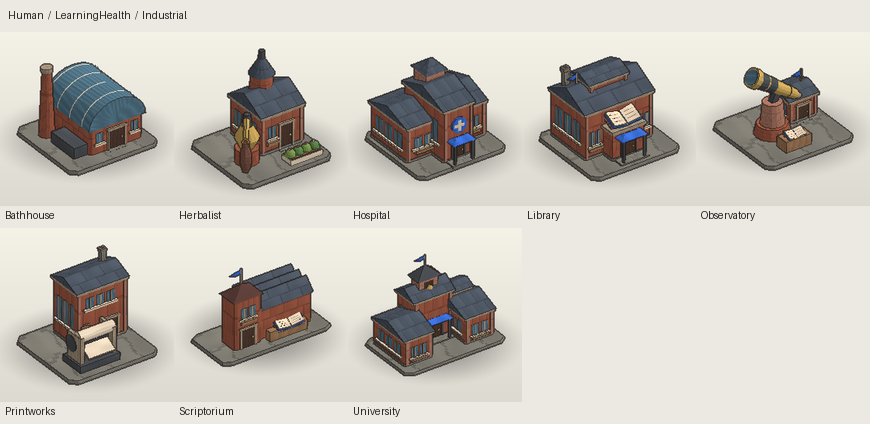 Human / LearningHealth / Industrial
Bathhouse
Herbalist
Hospital
Library
Observatory
Printworks
Scriptorium
University